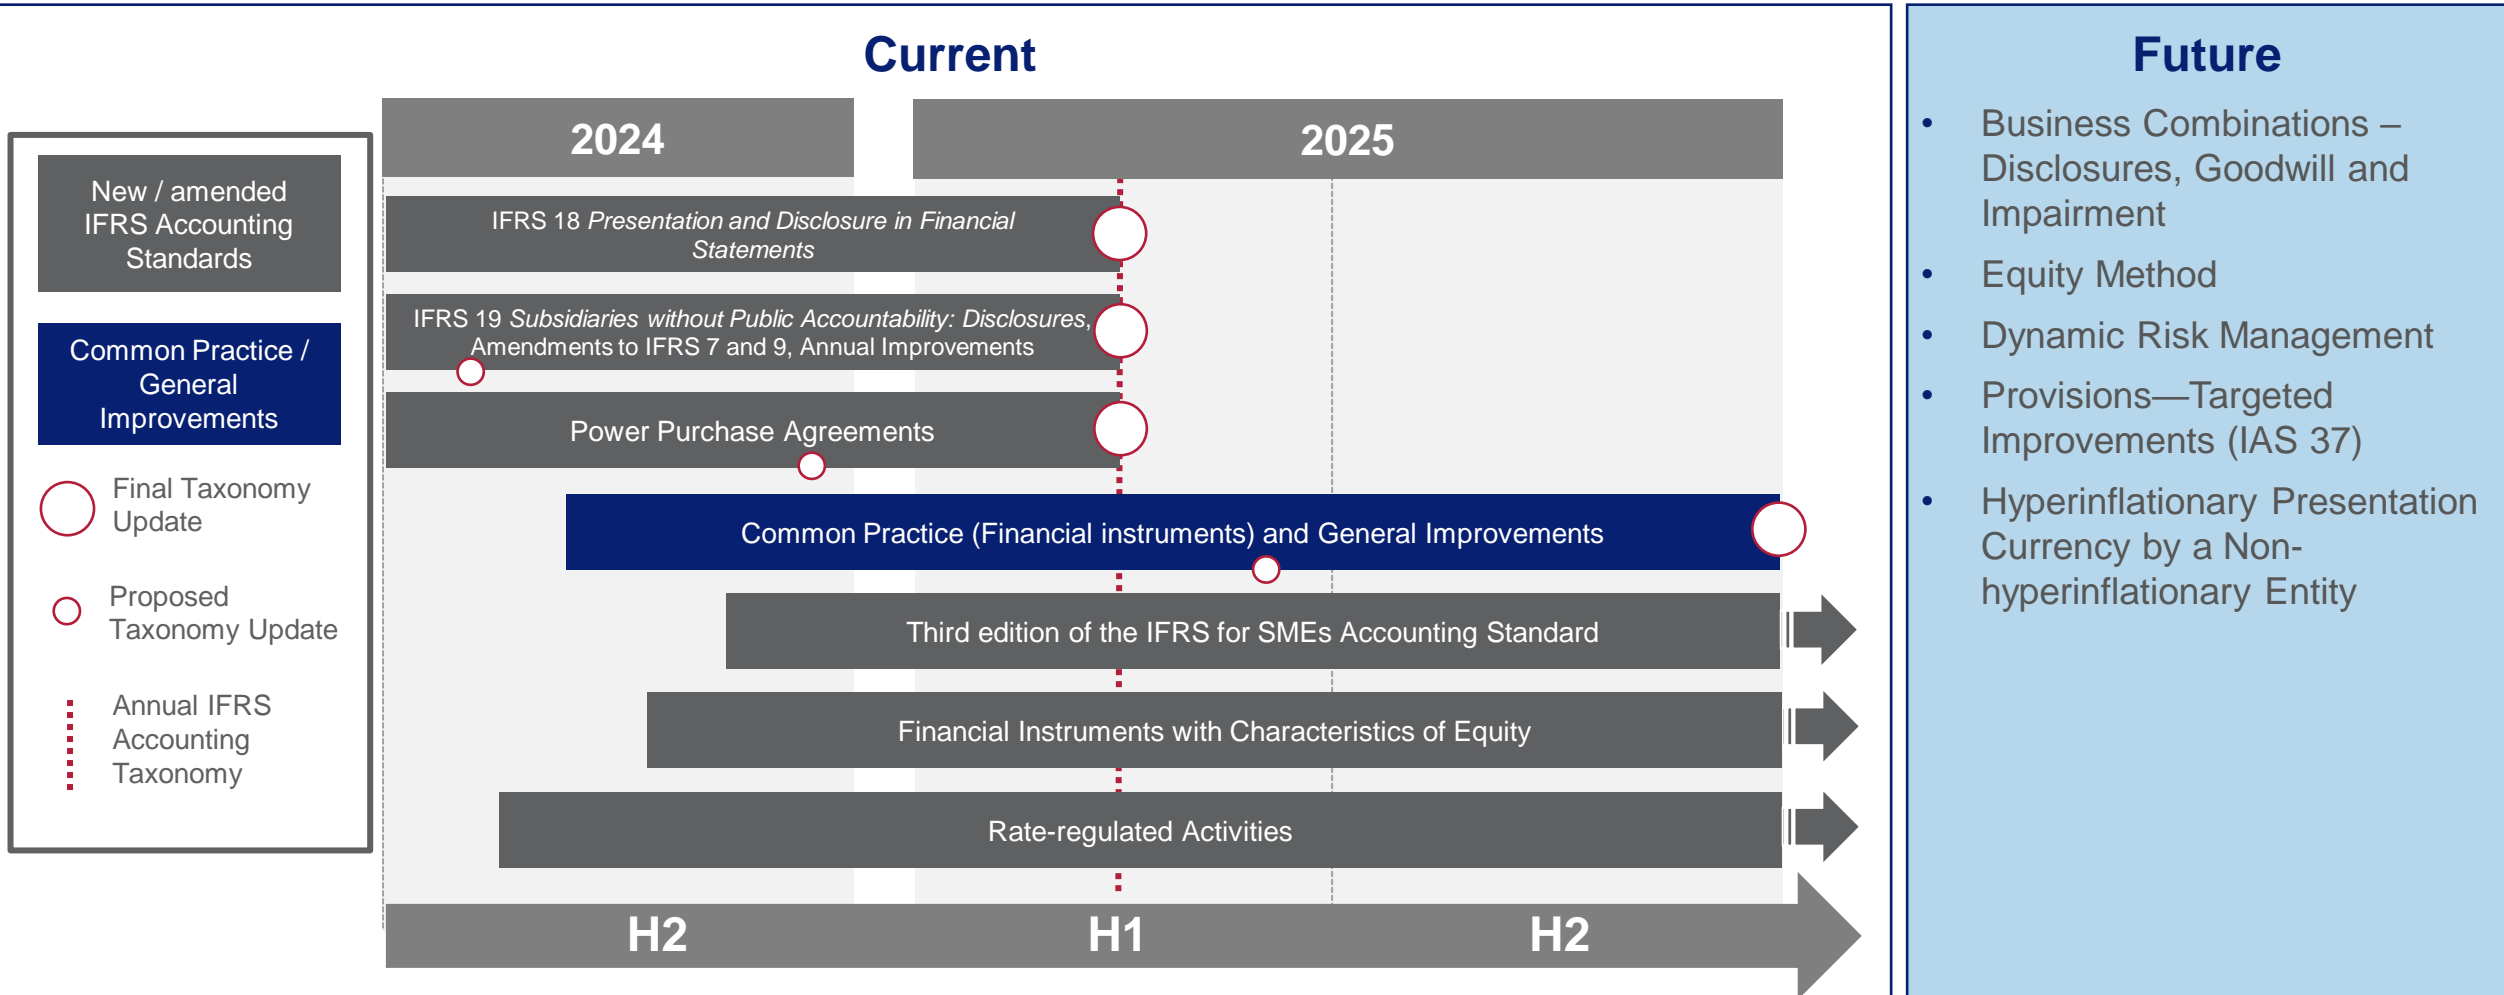 Current
2024
2025
New / amended
IFRS Accounting
Standards
Common Practice /
General
Improvements
Final Taxonomy
Update
Proposed
Taxonomy Update
Annual IFRS
Accounting
Taxonomy
IFRS 18 Presentation and Disclosure in Financial
Statements
IFRS 19 Subsidiaries without Public Accountability: Disclosures,
Amendments to IFRS 7 and 9, Annual Improvements
Power Purchase Agreements
Common Practice (Financial instruments) and General Improvements
Third edition of the IFRS for SMEs Accounting Standard
Financial Instruments with Characteristics of Equity
Rate-regulated Activities
H2
H1
H2
Future
• Business Combinations –
Disclosures, Goodwill and
Impairment
• Equity Method
• Dynamic Risk Management
• Provisions—Targeted
Improvements (IAS 37)
• Hyperinflationary Presentation
Currency by a Non-
hyperinflationary Entity